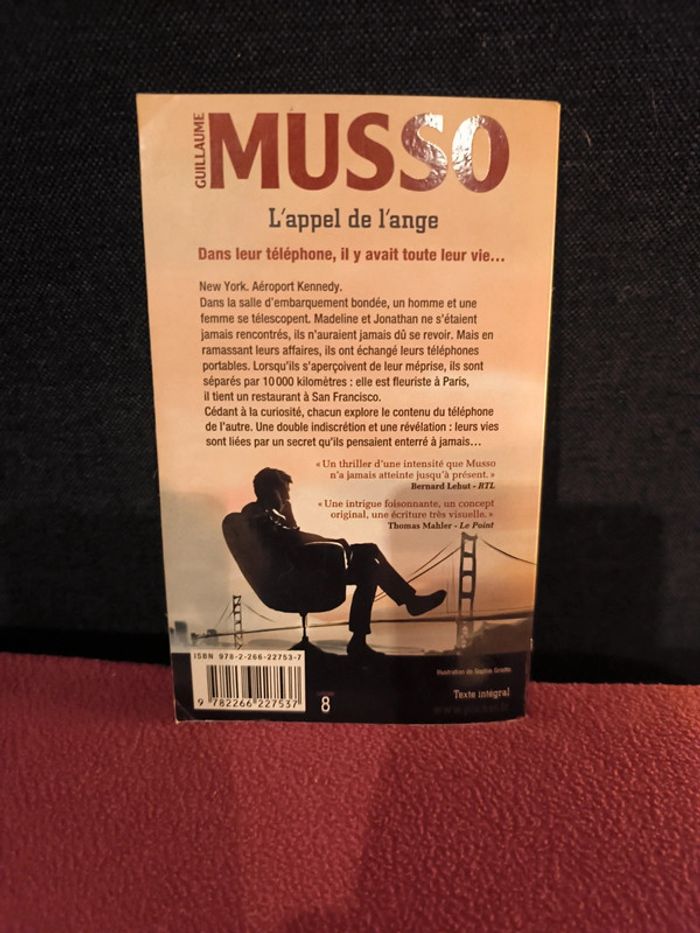 GUILLAUME
MUSSO
L'appel de l'ange
Dans leur téléphone, il y avait toute leur vie...
New York. Aéroport Kennedy.
Dans la salle d'embarquement bondée, un homme et une
femme se télescopent. Madeline et Jonathan ne s'étaient
jamais rencontrés, ils n'auraient jamais dû se revoir. Mais en
ramassant leurs affaires, ils ont échangé leurs téléphones
portables. Lorsqu'ils s'aperçoivent de leur méprise, ils sont
séparés par 10 000 kilomètres : elle est fleuriste à Paris,
il tient un restaurant à San Francisco.
Cédant à la curiosité, chacun explore le contenu du téléphone
de l'autre. Une double indiscrétion et une révélation : leurs vies
sont liées par un secret qu'ils pensaient enterré à jamais...
« Un thriller d'une intensité que Musso
n'a jamais atteinte jusqu'à présent. »
Bernard Lehut - RTL
« Une intrigue foisonnante, un concept
original, une écriture très visuelle. »
Thomas Mahler - Le Point
ISBN 978-2-266-22753-7
9 782266 227537
8
Illustration de Sophie Griotto
Texte intégral